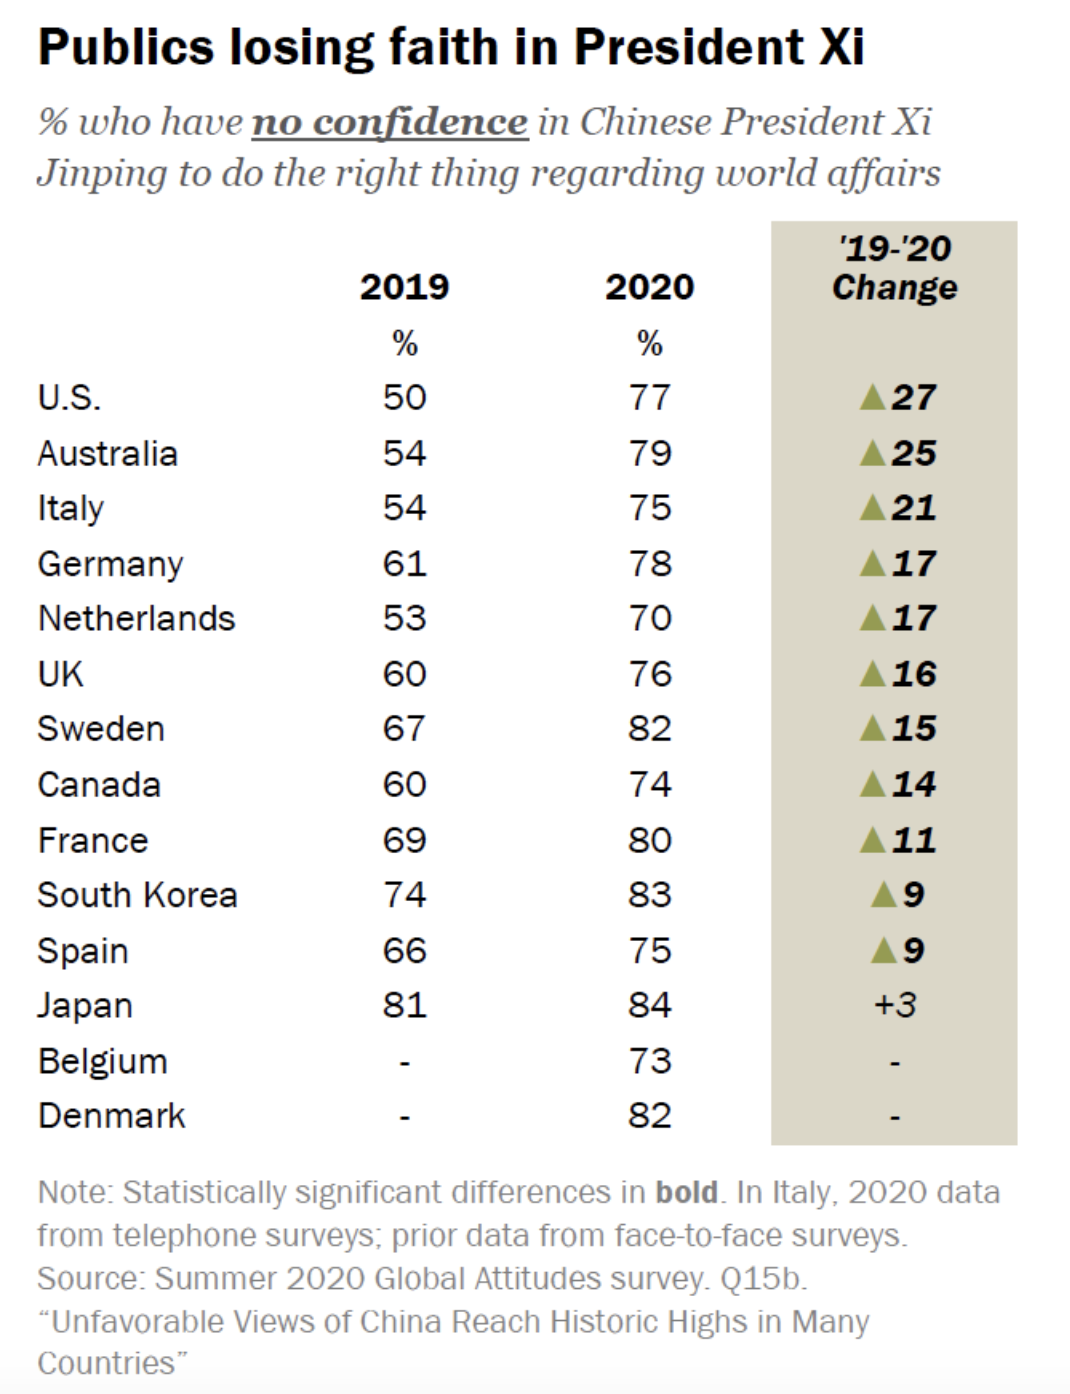 Publics losing faith in President Xi
% who have no confidence in Chinese President Xi
Jinping to do the right thing regarding world affairs
'19-'20
2019 2020 Change
% %
U.S. 50 77 ▲27
Australia 54 79 ▲25
Italy 54 75 ▲21
Germany 61 78 ▲17
Netherlands 53 70 ▲17
UK 60 76 ▲16
Sweden 67 82 ▲15
Canada 60 74 ▲14
France 69 80 ▲11
South Korea 74 83 ▲9
Spain 66 75 ▲9
Japan 81 84 +3
Belgium - 73 -
Denmark - 82 -
Note: Statistically significant differences in bold. In Italy, 2020 data
from telephone surveys; prior data from face-to-face surveys.
Source: Summer 2020 Global Attitudes survey. Q15b.
“Unfavorable Views of China Reach Historic Highs in Many
Countries”